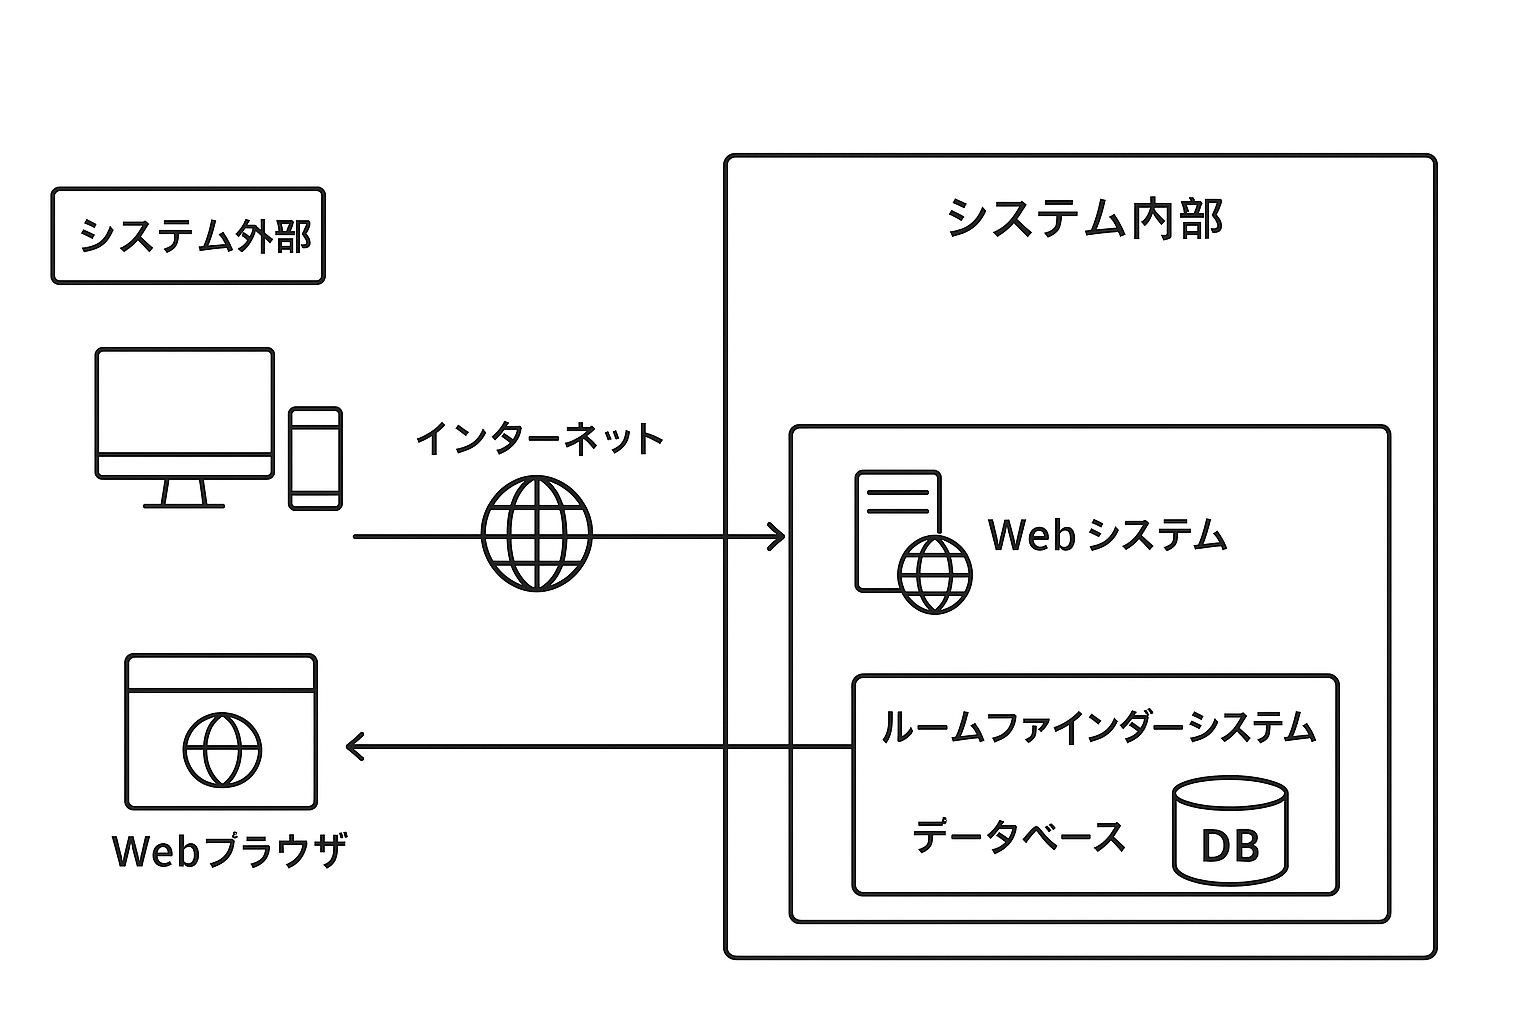 システム外部
システム内部
インターネット
Web システム
ルームファインダーシステム
データベース
DB
Webブラウザ